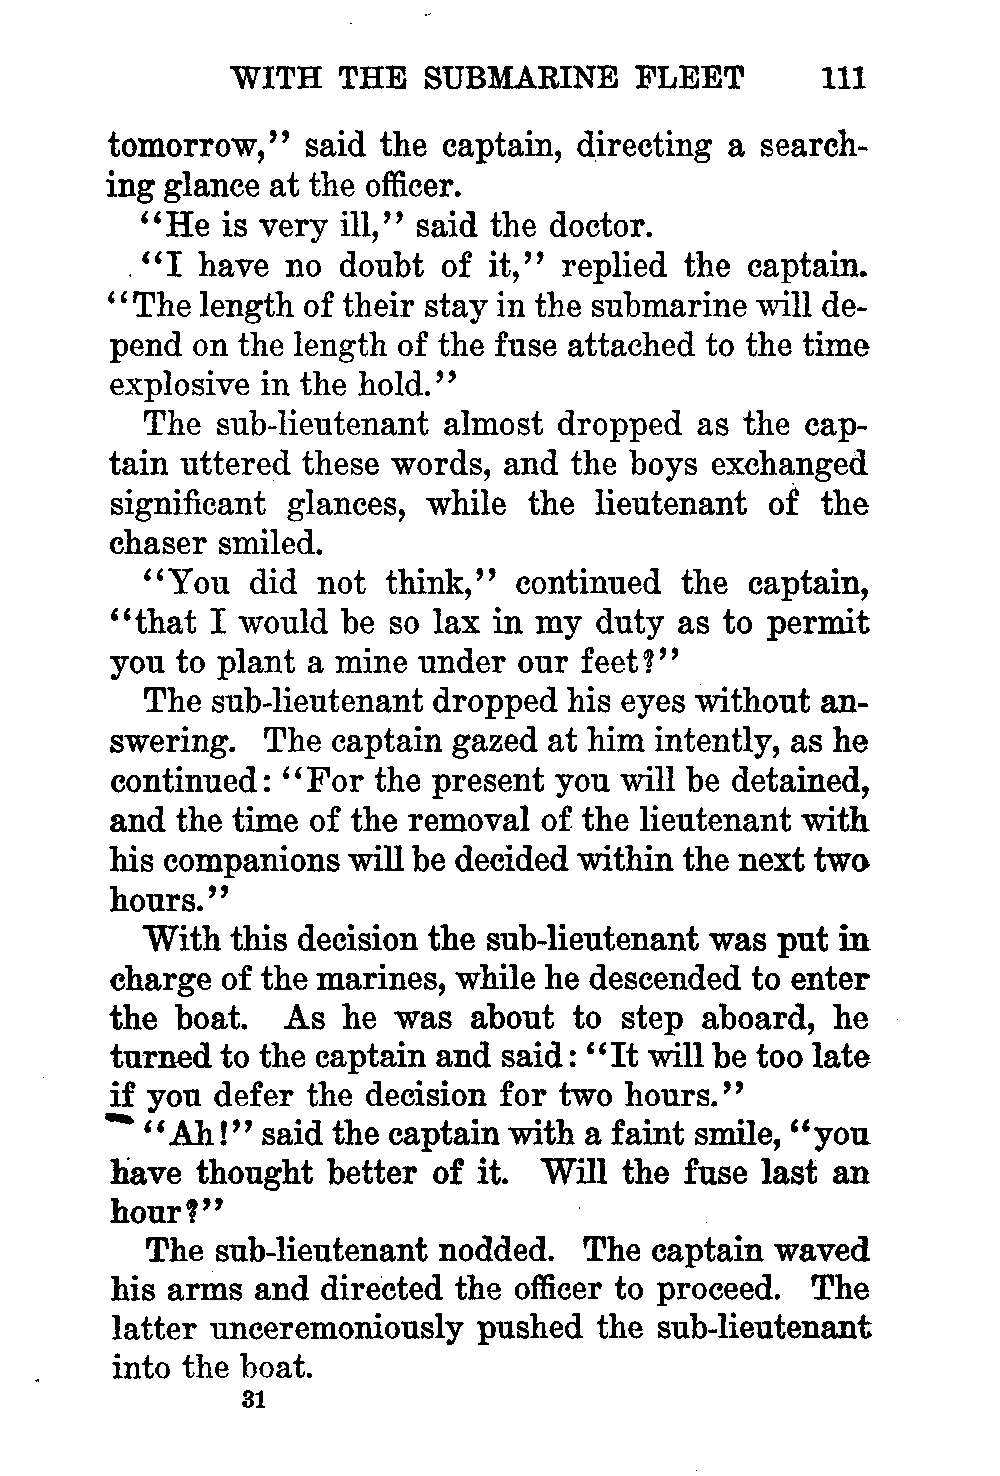 WITH THE SUBMARINE FLEET 111
tomorrow,” said the captain, directing a search-
ing glance at the officer.
“He is very ill,” said the doctor.
“I have no doubt of it,” replied the captain.
“The length of their stay in the submarine will de-
pend on the length of the fuse attached to the time
explosive in the hold.”
The sub-lieutenant almost dropped as the cap-
tain uttered these words, and the boys exchanged
significant glances, while the lieutenant of the
chaser smiled.
“You did not think,” continued the captain,
“that I would be so lax in my duty as to permit
you to plant a mine under our feet?”
The sub-lieutenant dropped his eyes without an-
swering. The captain gazed at him intently, as he
continued: “For the present you will be detained,
and the time of the removal of the lieutenant with
his companions will be decided within the next two
hours.”
With this decision the sub-lieutenant was put in
charge of the marines, while he descended to enter
the boat. As he was about to step aboard, he
turned to the captain and said: “It will be too late
if you defer the decision for two hours.”
“Ah!” said the captain with a faint smile, “you
have thought better of it. Will the fuse last an
hour?”
The sub-lieutenant nodded. The captain waved
his arms and directed the officer to proceed. The
latter unceremoniously pushed the sub-lieutenant
into the boat.
31